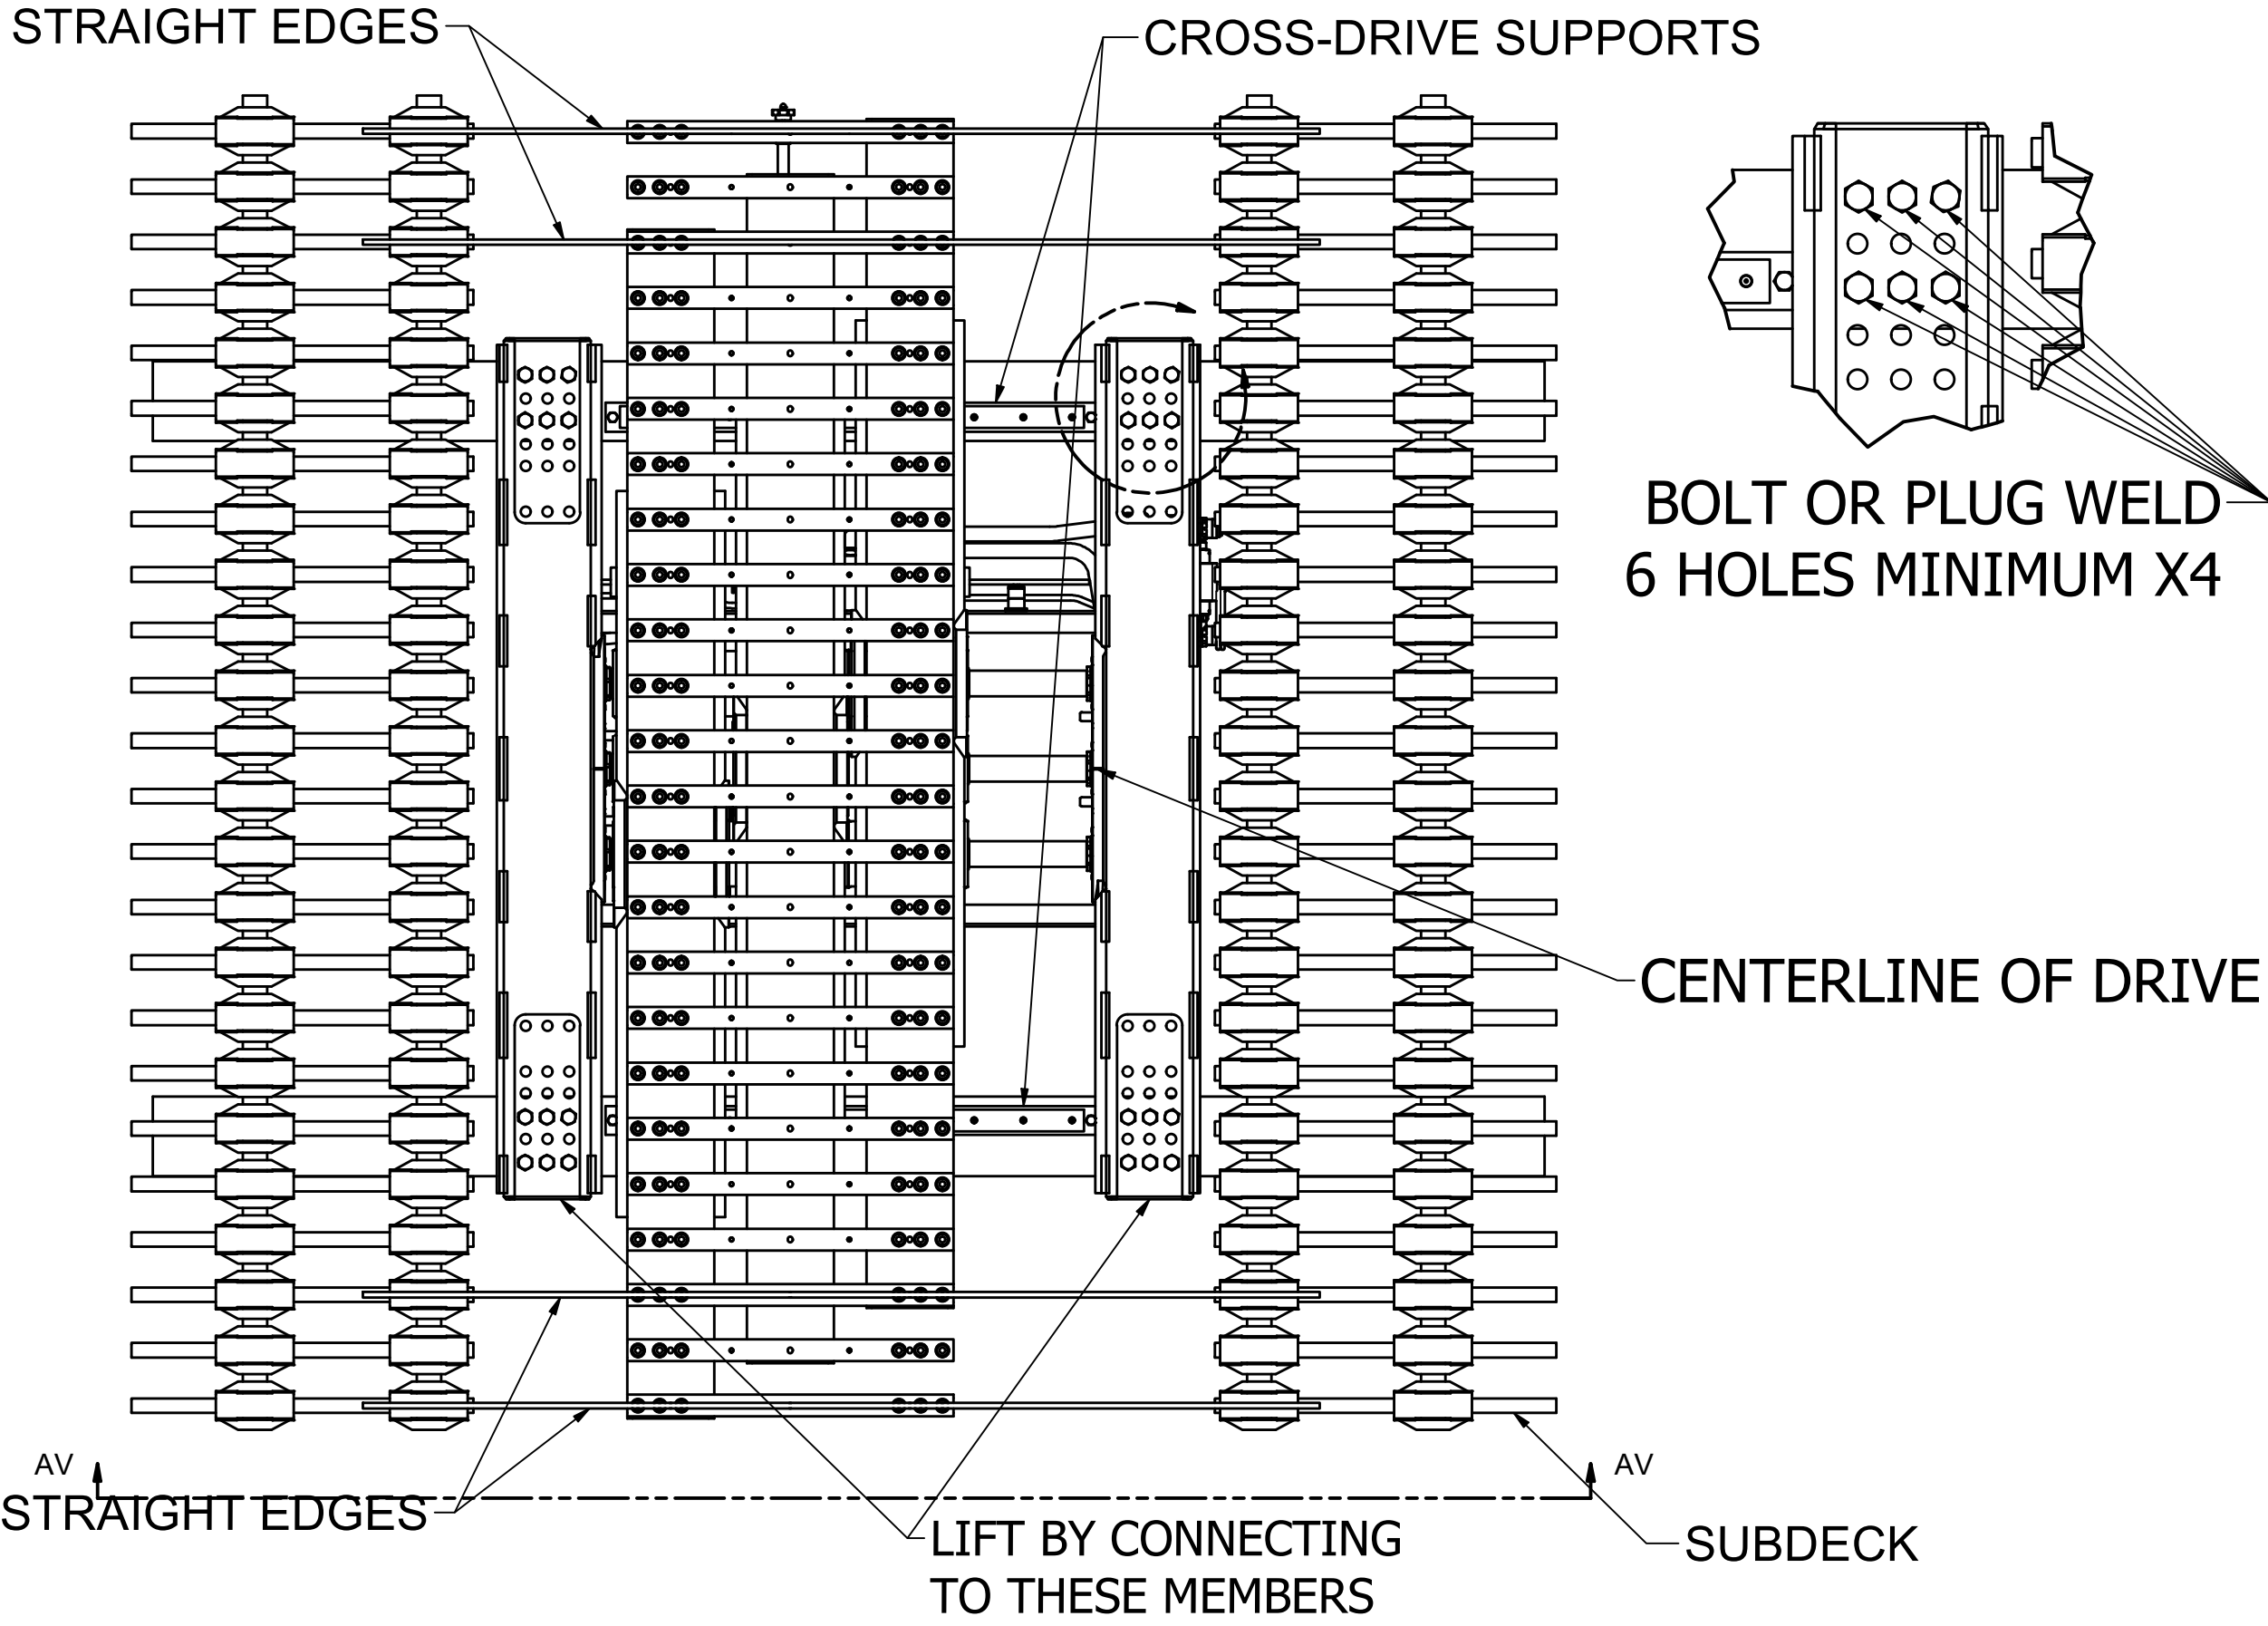 STRAIGHT EDGES
CROSS-DRIVE SUPPORTS
BOLT OR PLUG WELD
6 HOLES MINIMUM X4
CENTERLINE OF DRIVE
AV
AV
STRAIGHT EDGES
LIFT BY CONNECTING
TO THESE MEMBERS
SUBDECK